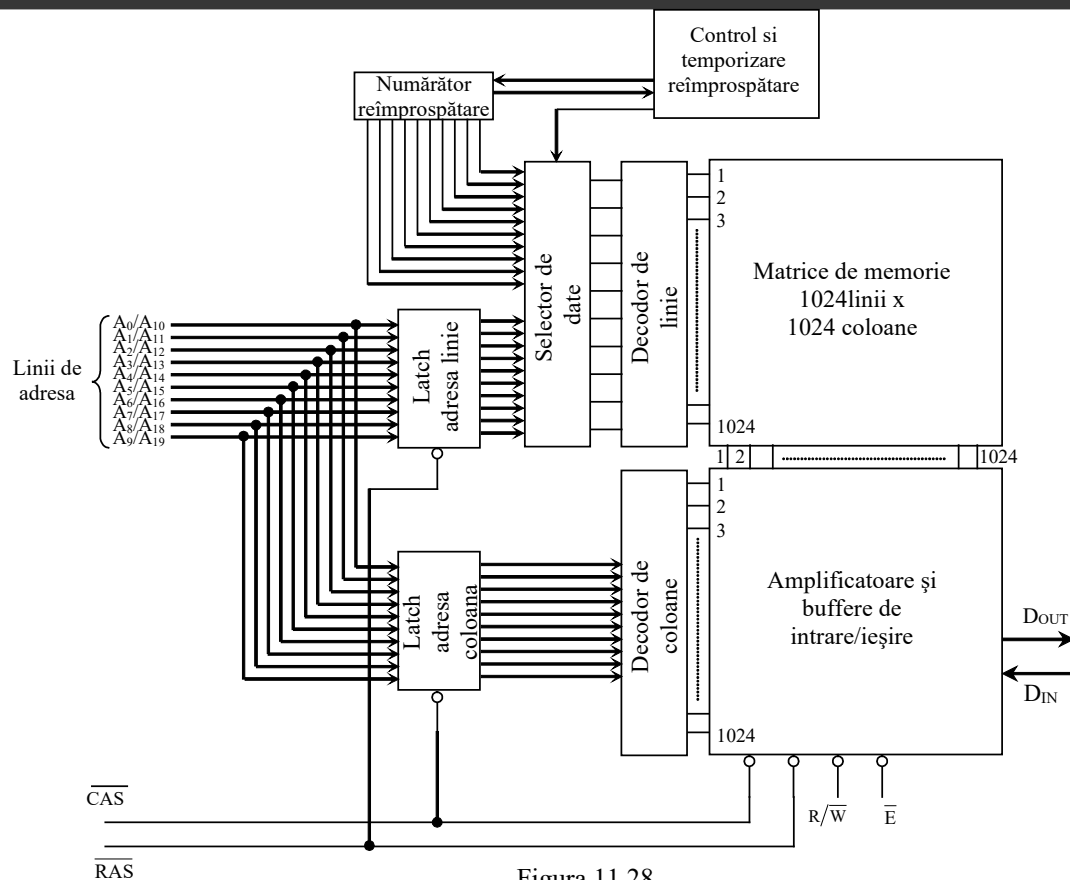 Control si
temporizare
reîmprospătare
Numărător
reîmprospătare
Selector de
date
Decodor de
linie
1
2
3
1024
Matrice de memorie
1024linii x
1024 coloane
Linii de
adresa
A0/A10
A1/A11
A2/A12
A3/A13
A4/A14
A5/A15
A6/A16
A7/A17
A8/A18
A9/A19
Latch
adresa linie
1 2 1024
Latch
adresa
coloana
Decodor de
coloane
1
2
3
1024
Amplificatoare şi
buffere de
intrare/ieşire
DOUT
DIN
CAS
RAS
R/W
E
Figura 11.28